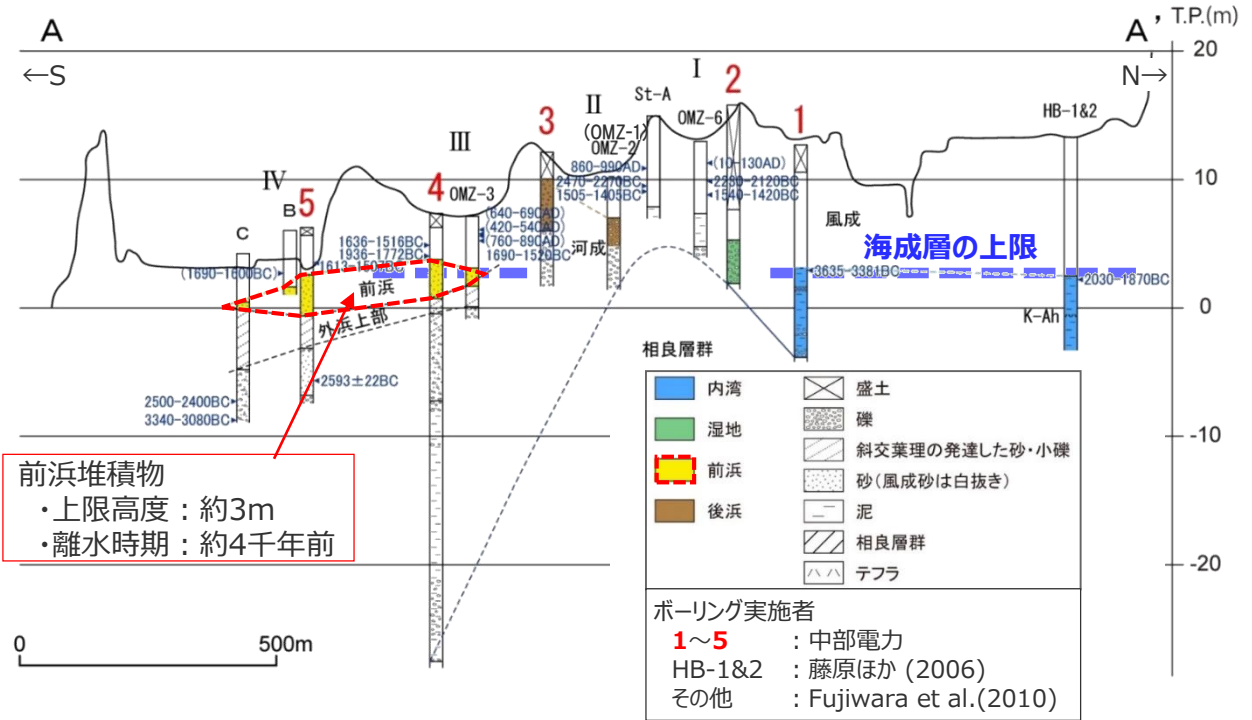 A
A'
T.P.(m)
←S
N→
20
10
0
-10
-20
I
2
St-A
II
(OMZ-1)
OMZ-2
OMZ-6
1
HB-1&2
3
III
4
OMZ-3
IV
B
5
C
860-990AD
2470-2270BC
1505-1405BC
(10-130AD)
2280-2120BC
1540-1420BC
風成
海成層の上限
(640-690AD)
(420-540AD)
(760-890AD)
1690-1520BC
1636-1516BC
1936-1772BC
(1690-1600BC)
河成
3635-3381BC
2030-1870BC
K-Ah
前浜
外浜上部
2593±22BC
2500-2400BC
3340-3080BC
相良層群
前浜堆積物
・上限高度：約3m
・離水時期：約4千年前
0
500m
内湾
湿地
前浜
後浜
盛土
礫
斜交葉理の発達した砂・小礫
砂(風成砂は白抜き)
泥
相良層群
テフラ
ボーリング実施者
1～5 ：中部電力
HB-1&2 ：藤原ほか (2006)
その他 ：Fujiwara et al.(2010)